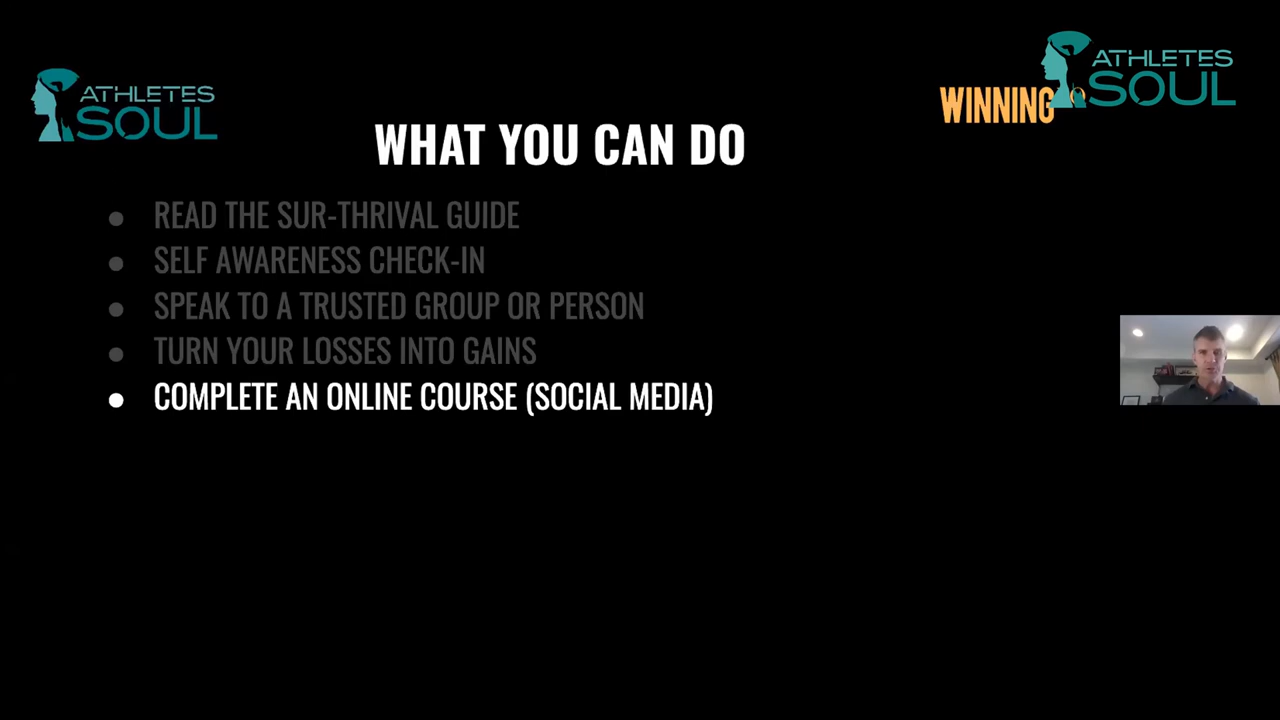 ATHLETES
SOUL
WINNING
ATHLETES
SOUL
WHAT YOU CAN DO
● READ THE SUR-THRIVAL GUIDE
● SELF AWARENESS CHECK-IN
● SPEAK TO A TRUSTED GROUP OR PERSON
● TURN YOUR LOSSES INTO GAINS
● COMPLETE AN ONLINE COURSE (SOCIAL MEDIA)